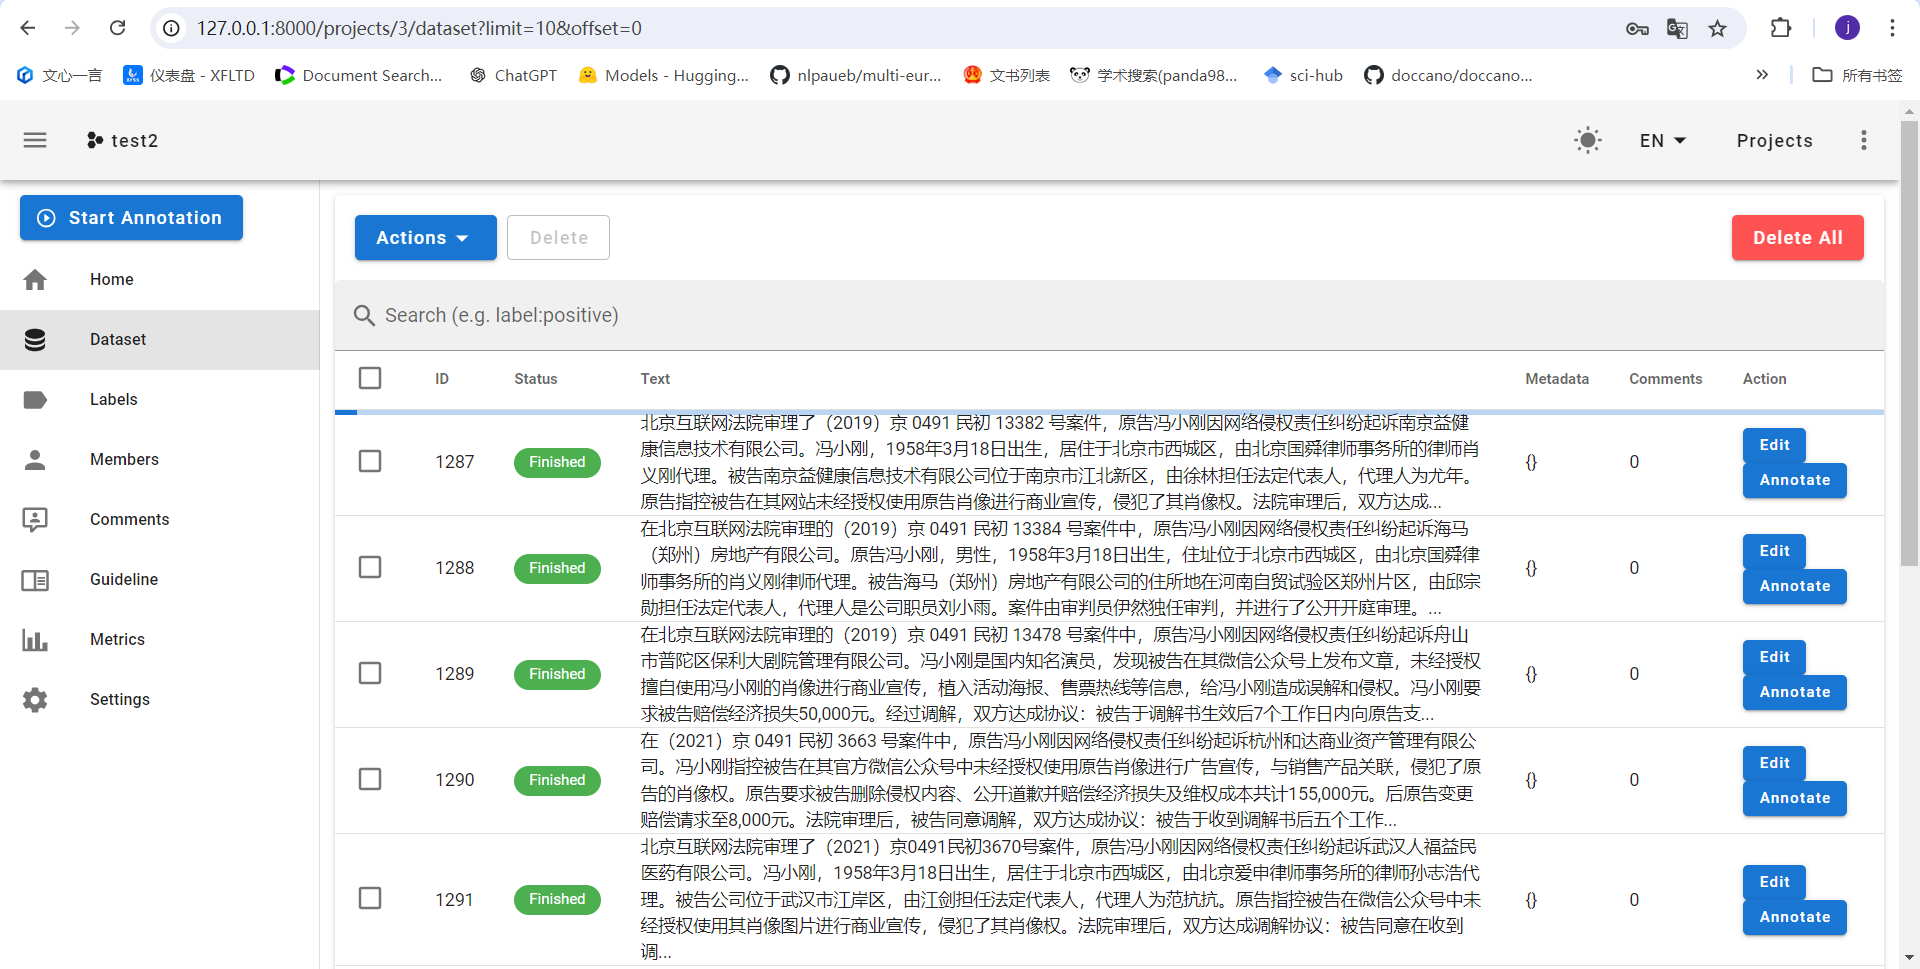 127.0.0.1:8000/projects/3/dataset?limit=10&offset=0
j
文心一言
仪表盘 - XFLTD
Document Search...
ChatGPT
Models - Hugging...
nlpaueb/multi-eur...
文书列表
学术搜索(panda98...
sci-hub
doccano/doccano...
所有书签
test2
EN
Projects
Start Annotation
Home
Dataset
Labels
Members
Comments
Guideline
Metrics
Settings
Actions
Delete
Delete All
Search (e.g. label:positive)
ID
Status
Text
Metadata
Comments
Action
1287
Finished
北京互联网法院审理了（2019）京 0491 民初 13382 号案件，原告冯小刚因网络侵权责任纠纷起诉南京益健
康信息技术有限公司。冯小刚，1958年3月18日出生，居住于北京市西城区，由北京国舜律师事务所的律师肖
义刚代理。被告南京益健康信息技术有限公司位于南京市江北新区，由徐林担任法定代表人，代理人为尤年。
原告指控被告在其网站未经授权使用原告肖像进行商业宣传，侵犯了其肖像权。法院审理后，双方达成...
{}
0
Edit
Annotate
1288
Finished
在北京互联网法院审理的（2019）京 0491 民初 13384 号案件中，原告冯小刚因网络侵权责任纠纷起诉海马
（郑州）房地产有限公司。原告冯小刚，男性，1958年3月18日出生，住址位于北京市西城区，由北京国舜律
师事务所的肖义刚律师代理。被告海马（郑州）房地产有限公司的住所地在河南自贸试验区郑州片区，由邱宗
勋担任法定代表人，代理人是公司职员刘小雨。案件由审判员伊然独任审判，并进行了公开开庭审理。...
{}
0
Edit
Annotate
1289
Finished
在北京互联网法院审理的（2019）京 0491 民初 13478 号案件中，原告冯小刚因网络侵权责任纠纷起诉舟山
市普陀区保利大剧院管理有限公司。冯小刚是国内知名演员，发现被告在其微信公众号上发布文章，未经授权
擅自使用冯小刚的肖像进行商业宣传，植入活动海报、售票热线等信息，给冯小刚造成误解和侵权。冯小刚要
求被告赔偿经济损失50,000元。经过调解，双方达成协议：被告于调解书生效后7个工作日内向原告支...
{}
0
Edit
Annotate
1290
Finished
在（2021）京 0491 民初 3663 号案件中，原告冯小刚因网络侵权责任纠纷起诉杭州和达商业资产管理有限公
司。冯小刚指控被告在其官方微信公众号中未经授权使用原告肖像进行广告宣传，与销售产品关联，侵犯了原
告的肖像权。原告要求被告删除侵权内容、公开道歉并赔偿经济损失及维权成本共计155,000元。后原告变更
赔偿请求至8,000元。法院审理后，被告同意调解，双方达成协议：被告于收到调解书后五个工作...
{}
0
Edit
Annotate
1291
Finished
北京互联网法院审理了（2021）京0491民初3670号案件，原告冯小刚因网络侵权责任纠纷起诉武汉人福益民
医药有限公司。冯小刚，1958年3月18日出生，居住于北京市西城区，由北京爱申律师事务所的律师孙志浩代
理。被告公司位于武汉市江岸区，由江剑担任法定代表人，代理人为范抗抗。原告指控被告在微信公众号中未
经授权使用其肖像图片进行商业宣传，侵犯了其肖像权。法院审理后，双方达成调解协议：被告同意在收到
调...
{}
0
Edit
Annotate